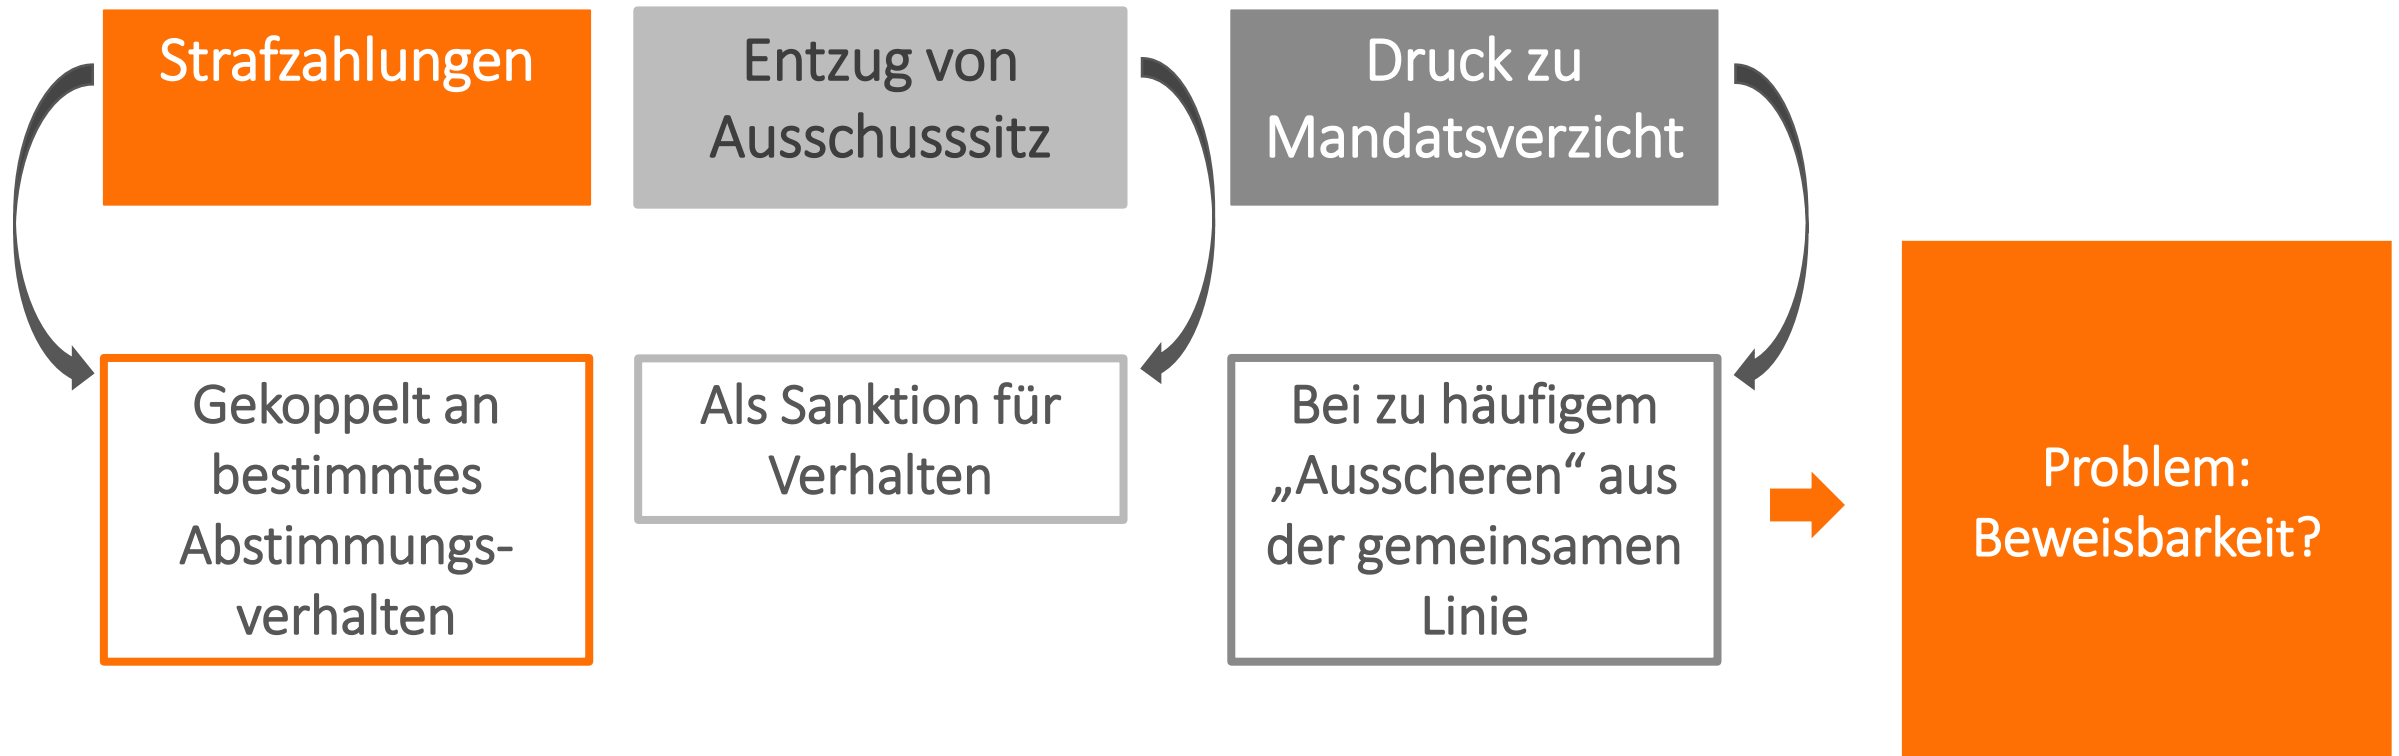 Strafzahlungen
Entzug von
Ausschusssitz
Druck zu
Mandatsverzicht
Gekoppelt an
bestimmtes
Abstimmungs-
verhalten
Als Sanktion für
Verhalten
Bei zu häufigem
„Ausscheren“ aus
der gemeinsamen
Linie
Problem:
Beweisbarkeit?